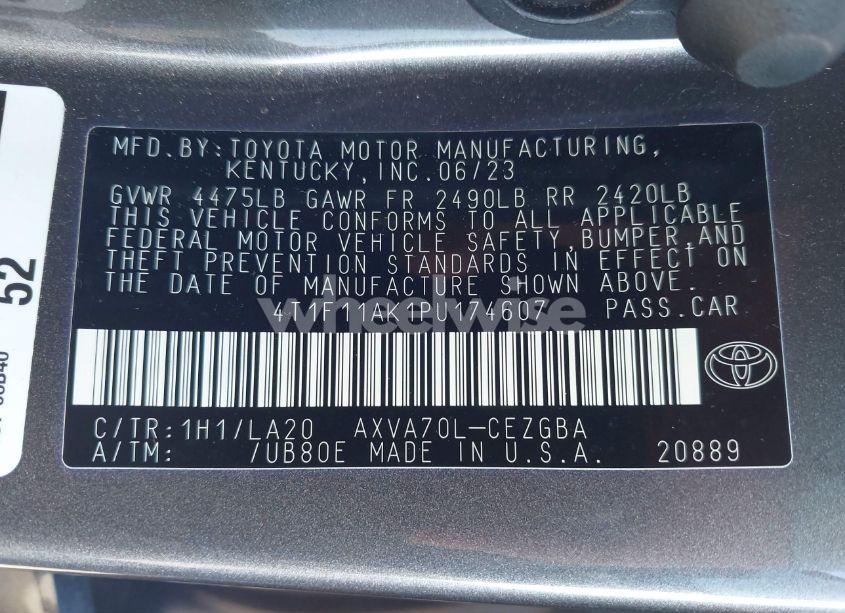 MFD.BY:TOYOTA MOTOR MANUFACTURING,
KENTUCKY,INC.06/23
GVWR 4475LB GAWR FR 2490LB RR 2420LB
THIS VEHICLE CONFORMS TO ALL APPLICABLE
FEDERAL MOTOR VEHICLE SAFETY,BUMPER,AND
THEFT PREVENTION STANDARDS IN EFFECT ON
THE DATE OF MANUFACTURE SHOWN ABOVE.
4T1F11AK1PU174607 PASS.CAR
wheelwise
C/TR:1H1/LA20 AXVA70L-CEZGBA
A/TM: /UB80E MADE IN U.S.A. 20889
52